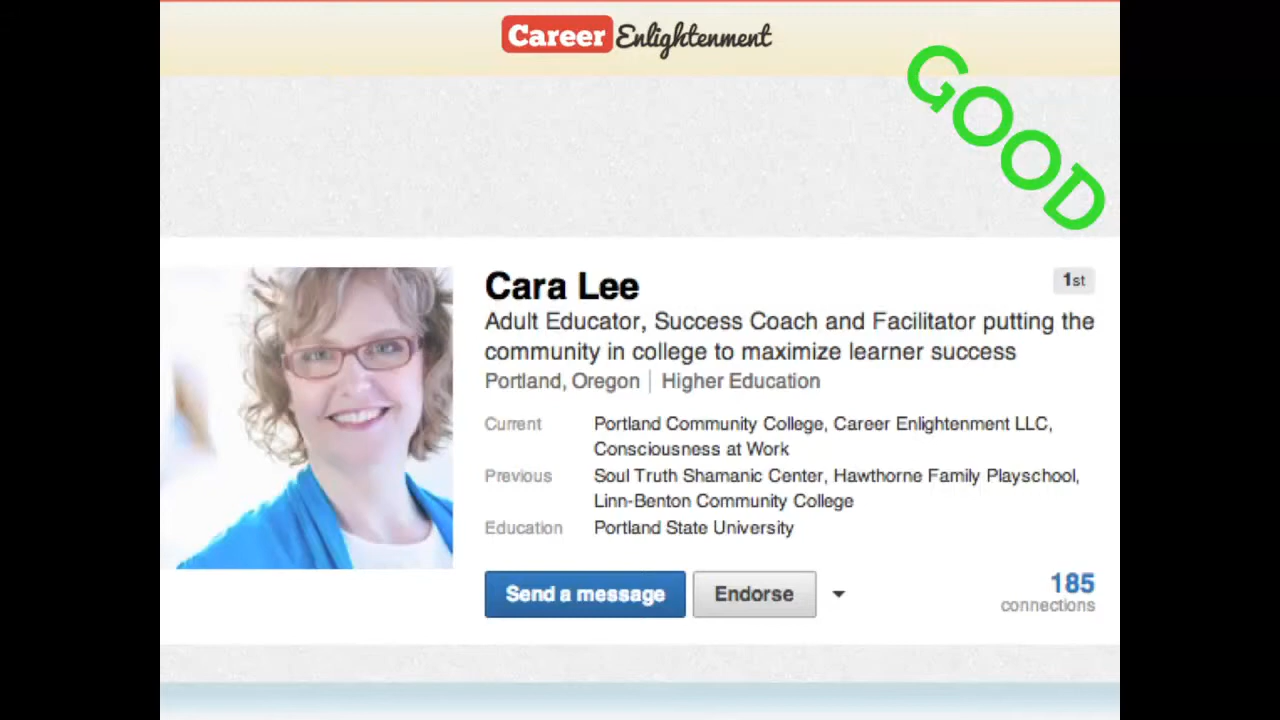 Career Enlightenment
GOOD
Cara Lee
1st
Adult Educator, Success Coach and Facilitator putting the
community in college to maximize learner success
Portland, Oregon | Higher Education
Current Portland Community College, Career Enlightenment LLC,
Consciousness at Work
Previous Soul Truth Shamanic Center, Hawthorne Family Playschool,
Linn-Benton Community College
Education Portland State University
Send a message Endorse
185
connections